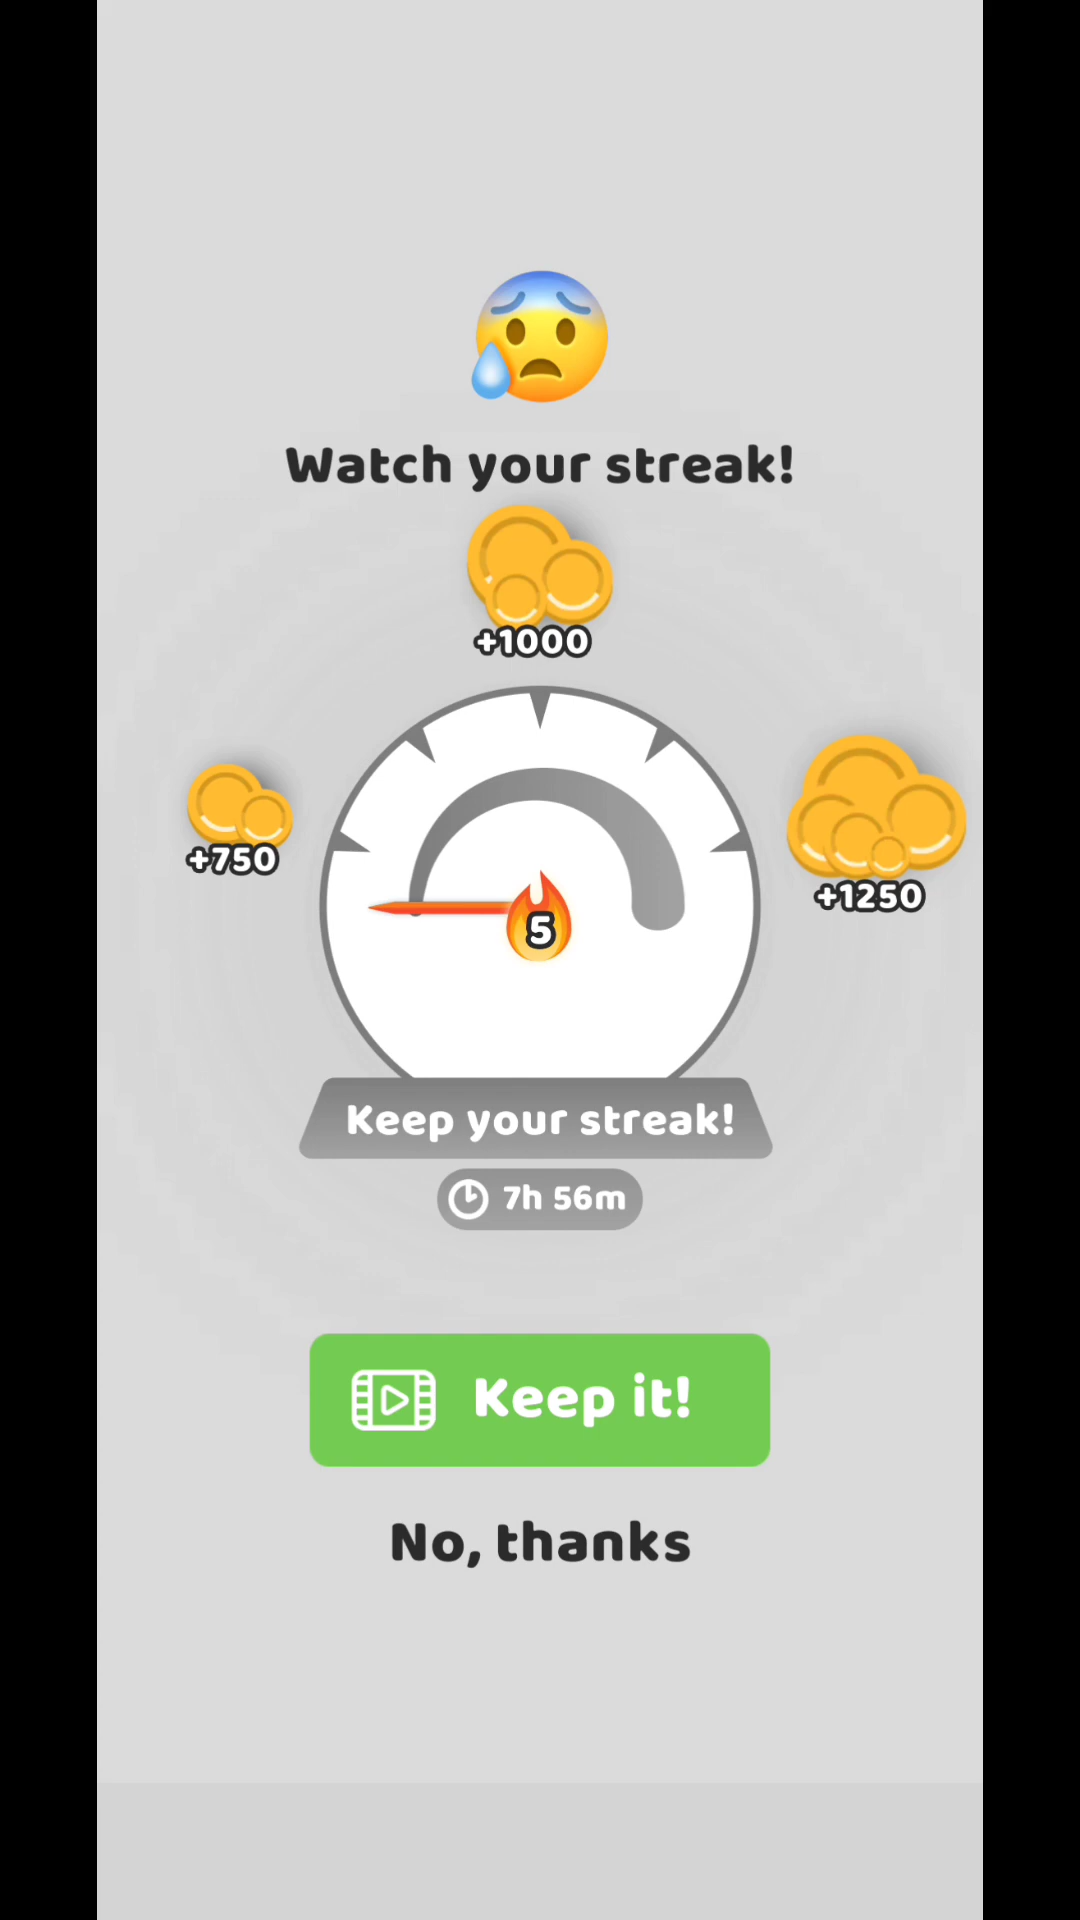 Watch your streak!
+1000
+750
+1250
5
Keep your streak!
7h 56m
Keep it!
No, thanks